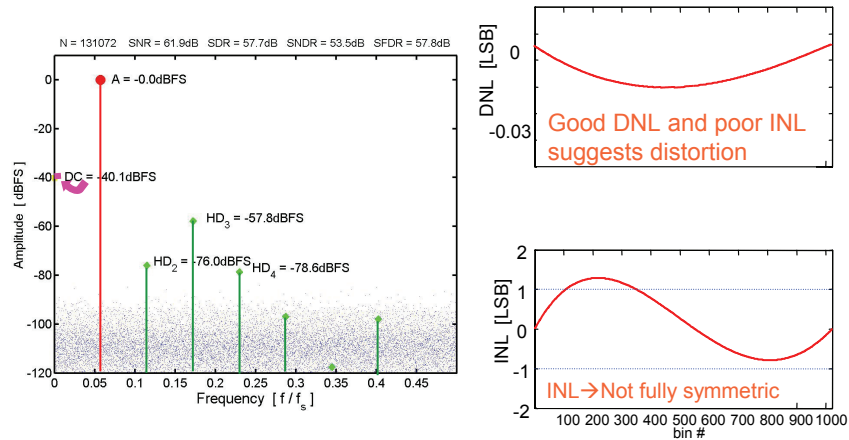 N = 131072 SNR = 61.9dB SDR = 57.7dB SNDR = 53.5dB SFDR = 57.8dB
0
A = -0.0dBFS
-20
-40
DC = -40.1dBFS
-60
HD3 = -57.8dBFS
HD2 = -76.0dBFS
HD4 = -78.6dBFS
-80
-100
-120
Amplitude [ dBFS ]
0 0.05 0.1 0.15 0.2 0.25 0.3 0.35 0.4 0.45
Frequency [ f / fs ]
DNL [LSB]
0
-0.03
Good DNL and poor INL
suggests distortion
INL [LSB]
2
1
0
-1
-2
INL→Not fully symmetric
100 200 300 400 500 600 700 800 900 1000
bin #